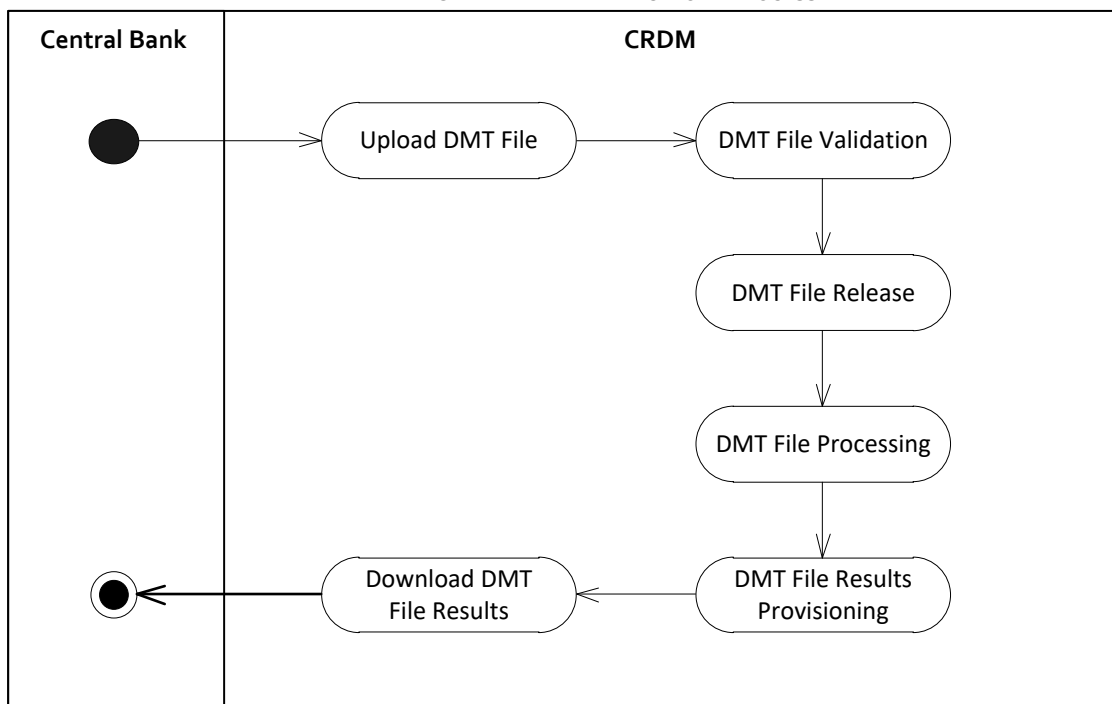 Central Bank
CRDM
Upload DMT File
DMT File Validation
DMT File Release
DMT File Processing
Download DMT
File Results
DMT File Results
Provisioning